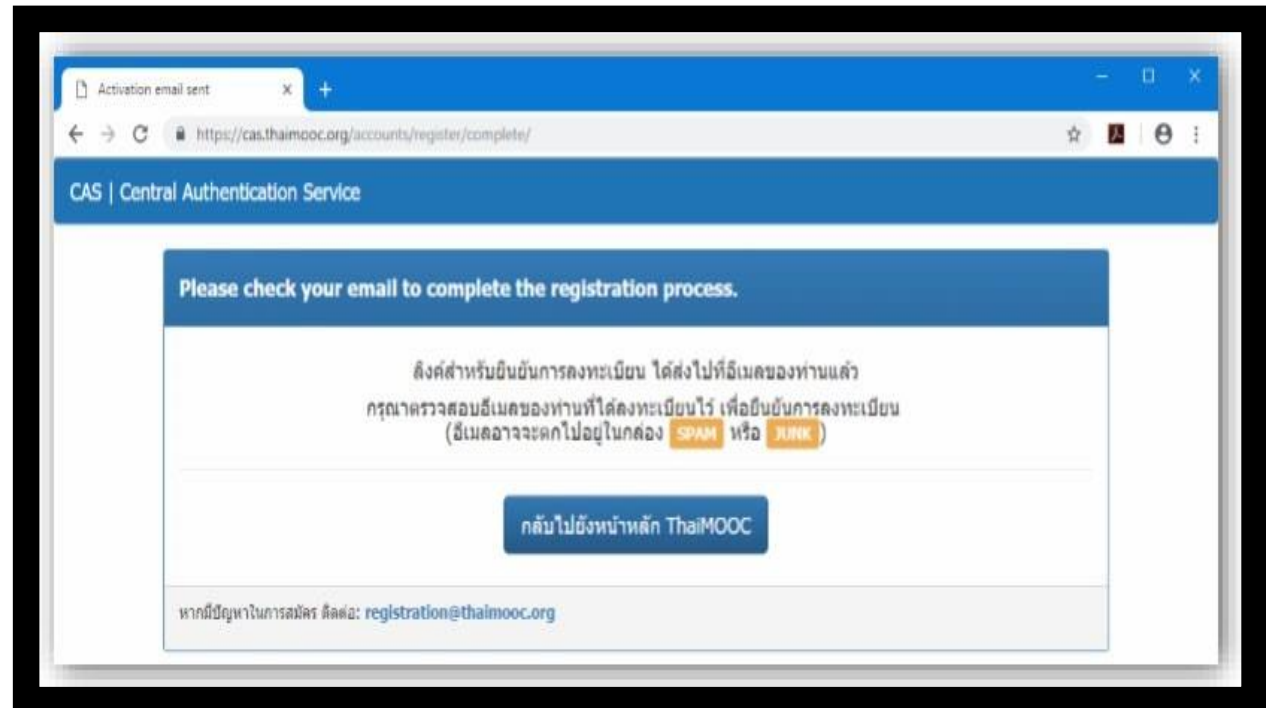 Activation email sent
https://cas.thaimooc.org/accounts/register/complete/
CAS | Central Authentication Service
Please check your email to complete the registration process.
ลิงค์สำหรับยืนยันการลงทะเบียน ได้ส่งไปที่อีเมลของท่านแล้ว
กรุณาตรวจสอบอีเมลของท่านที่ได้ลงทะเบียนไว้ เพื่อยืนยันการลงทะเบียน
(อีเมลอาจจะตกไปอยู่ในกล่อง SPAM หรือ JUNK)
กลับไปยังหน้าหลัก ThaiMOOC
หากมีปัญหาในการสมัคร ติดต่อ: registration@thaimooc.org